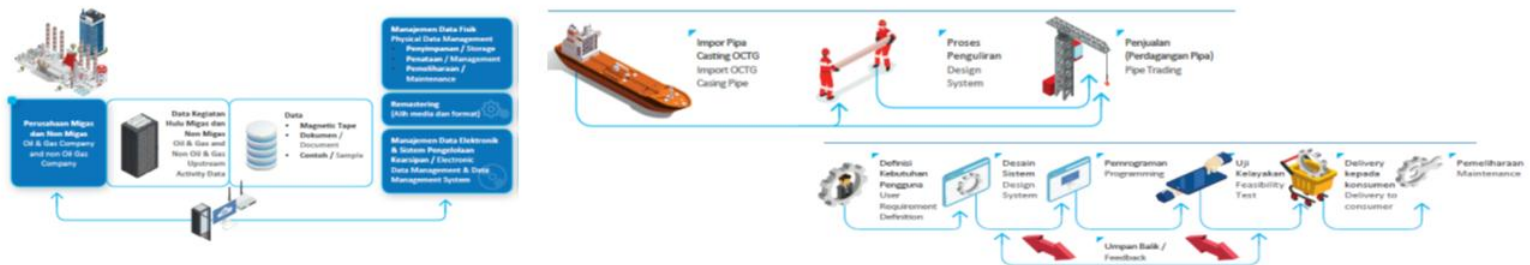 Perusahaan Migas
dan Non Migas
Oil & Gas Company
and non Oil Gas
Company
Data Kegiatan
Hulu Migas dan
Non Migas
Oil & Gas and
Non Oil & Gas
Upstream
Activity Data
Data
• Magnetic Tape
• Dokumen /
Document
• Contoh / Sample
Manajemen Data Fisik
Physical Data Management
Penyimpanan / Storage
Penataan / Management
Pemeliharaan /
Maintenance
Remastering
(Alih media dan format)
Manajemen Data Elektronik
& Sistem Pengelolaan
Kearsipan / Electronic
Data Management & Data
Management System
Impor Pipa
Casting OCTG
Import OCTG
Casing Pipe
Proses
Penguliran
Design
System
Penjualan
(Perdagangan Pipa)
Pipe Trading
Definisi
Kebutuhan
Pengguna
User
Requirement
Definition
Desain
Sistem
Design
System
Pemrograman
Programming
Uji
Kelayakan
Feasibility
Test
Delivery
kepada
konsumen
Delivery to
consumer
Pemeliharaan
Maintenance
Umpan Balik /
Feedback